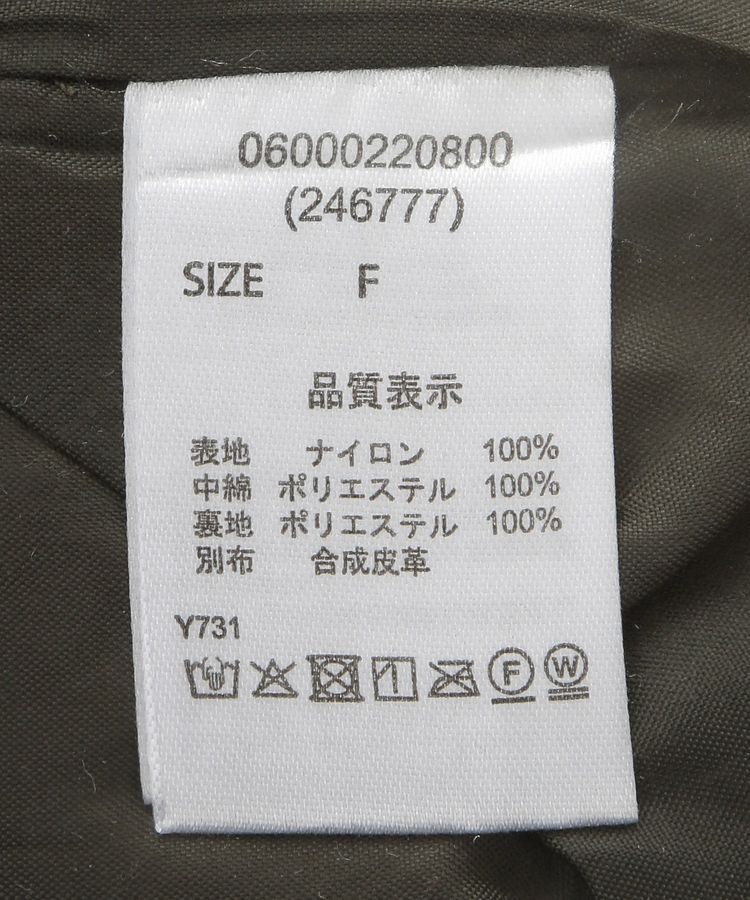 06000220800
(246777)
SIZE F
品質表示
表地 ナイロン 100%
中綿 ポリエステル 100%
裏地 ポリエステル 100%
別布 合成皮革
Y731
F W